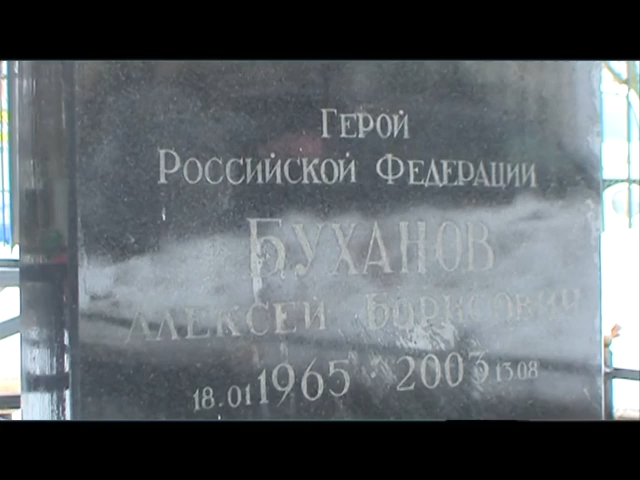 Герой
Российской Федерации
Буханов
Алексей Борисович
18.01 1965 2003 13 08